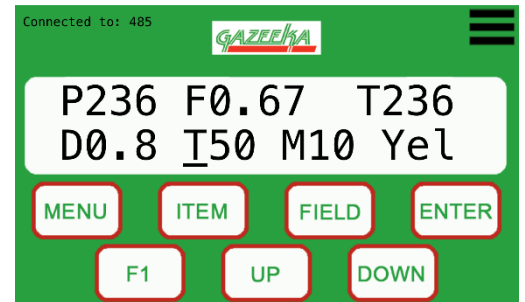 Connected to: 485
GAZEEKA
P236 F0.67 T236
D0.8 T50 M10 Yel
MENU ITEM FIELD ENTER
F1 UP DOWN